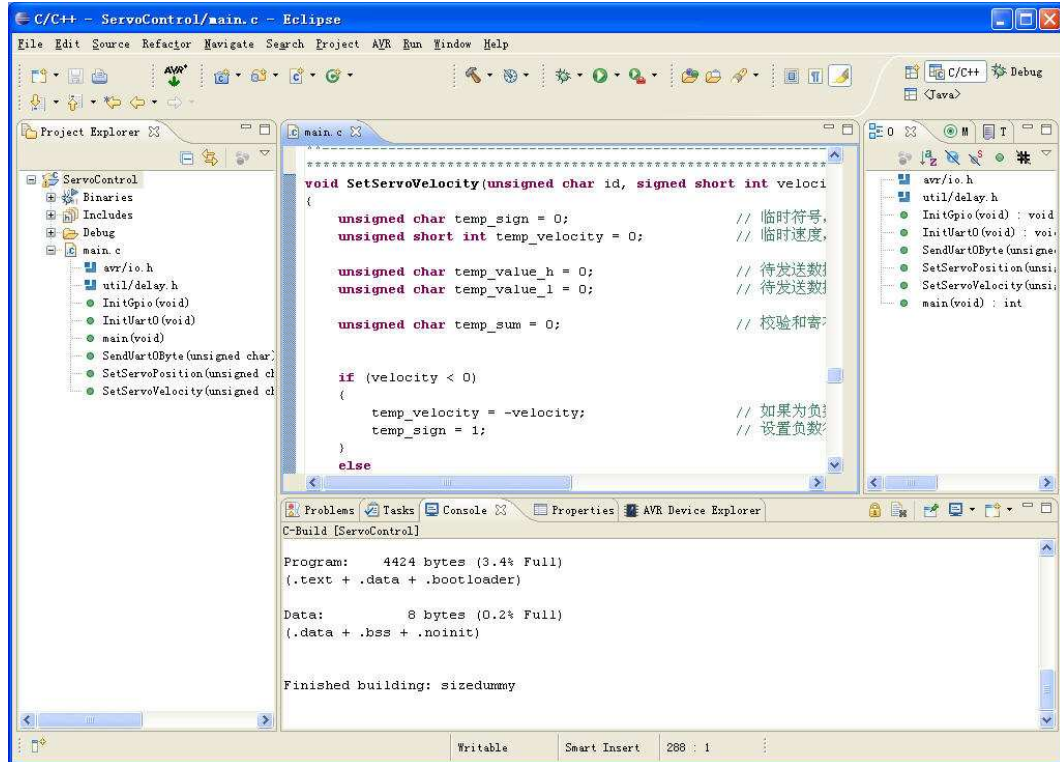 C/C++ - ServoControl/main.c - Eclipse
File Edit Source Refactor Navigate Search Project AVR Run Window Help
AVR
C/C++ Debug
<Java>
Project Explorer
ServoControl
Binaries
Includes
Debug
main.c
avr/io.h
util/delay.h
InitGpio(void)
InitUart0(void)
main(void)
SendUart0Byte(unsigned char)
SetServoPosition(unsigned ch
SetServoVelocity(unsigned ch
main.c
**---------------------------------------------------------------
****************************************************************
void SetServoVelocity(unsigned char id, signed short int veloci
{
unsigned char temp_sign = 0; // 临时符号,
unsigned short int temp_velocity = 0; // 临时速度,
unsigned char temp_value_h = 0; // 待发送数据
unsigned char temp_value_l = 0; // 待发送数据
unsigned char temp_sum = 0; // 校验和寄
if (velocity < 0)
{
temp_velocity = -velocity; // 如果为负
temp_sign = 1; // 设置负数
}
else
O M T
avr/io.h
util/delay.h
InitGpio(void) : void
InitUart0(void) : voi
SendUart0Byte(unsigne
SetServoPosition(unsi
SetServoVelocity(unsi
main(void) : int
Problems Tasks Console Properties AVR Device Explorer
C-Build [ServoControl]
Program: 4424 bytes (3.4% Full)
(.text + .data + .bootloader)
Data: 8 bytes (0.2% Full)
(.data + .bss + .noinit)
Finished building: sizedummy
Writable Smart Insert 288 : 1